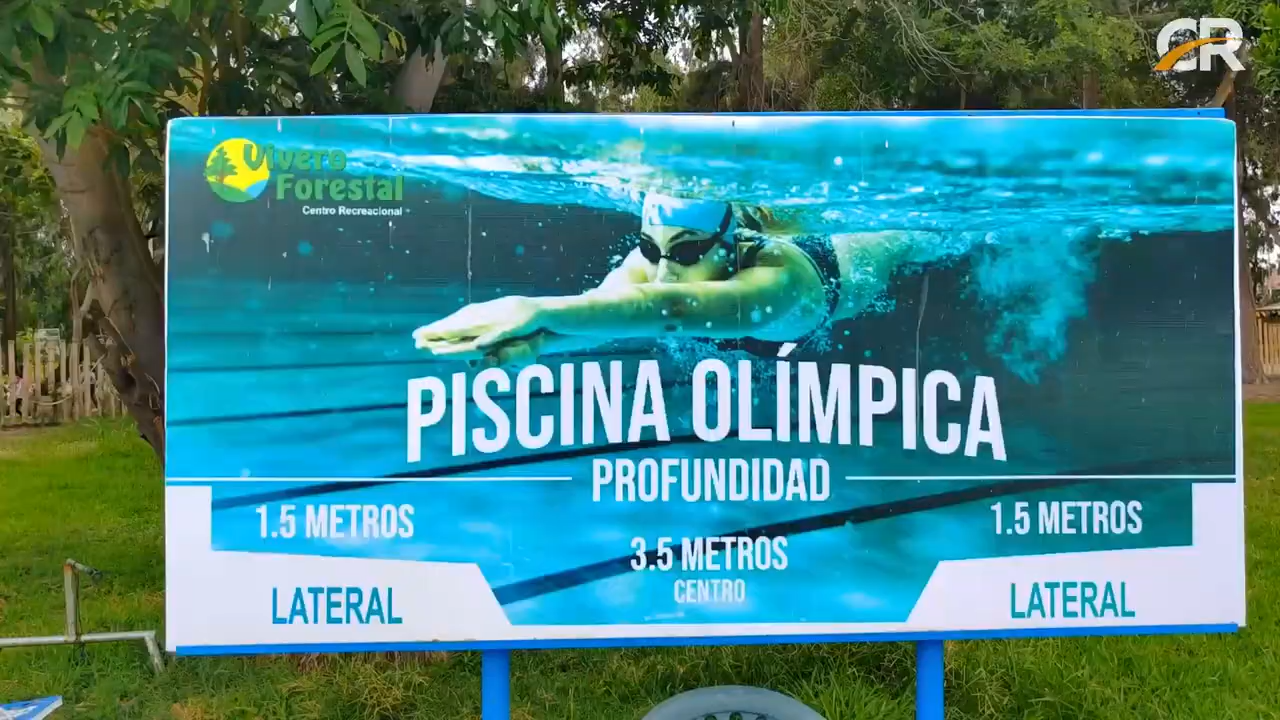 CR
Vivero
Forestal
Centro Recreacional
PISCINA OLÍMPICA
PROFUNDIDAD
1.5 METROS
3.5 METROS
1.5 METROS
CENTRO
LATERAL
LATERAL